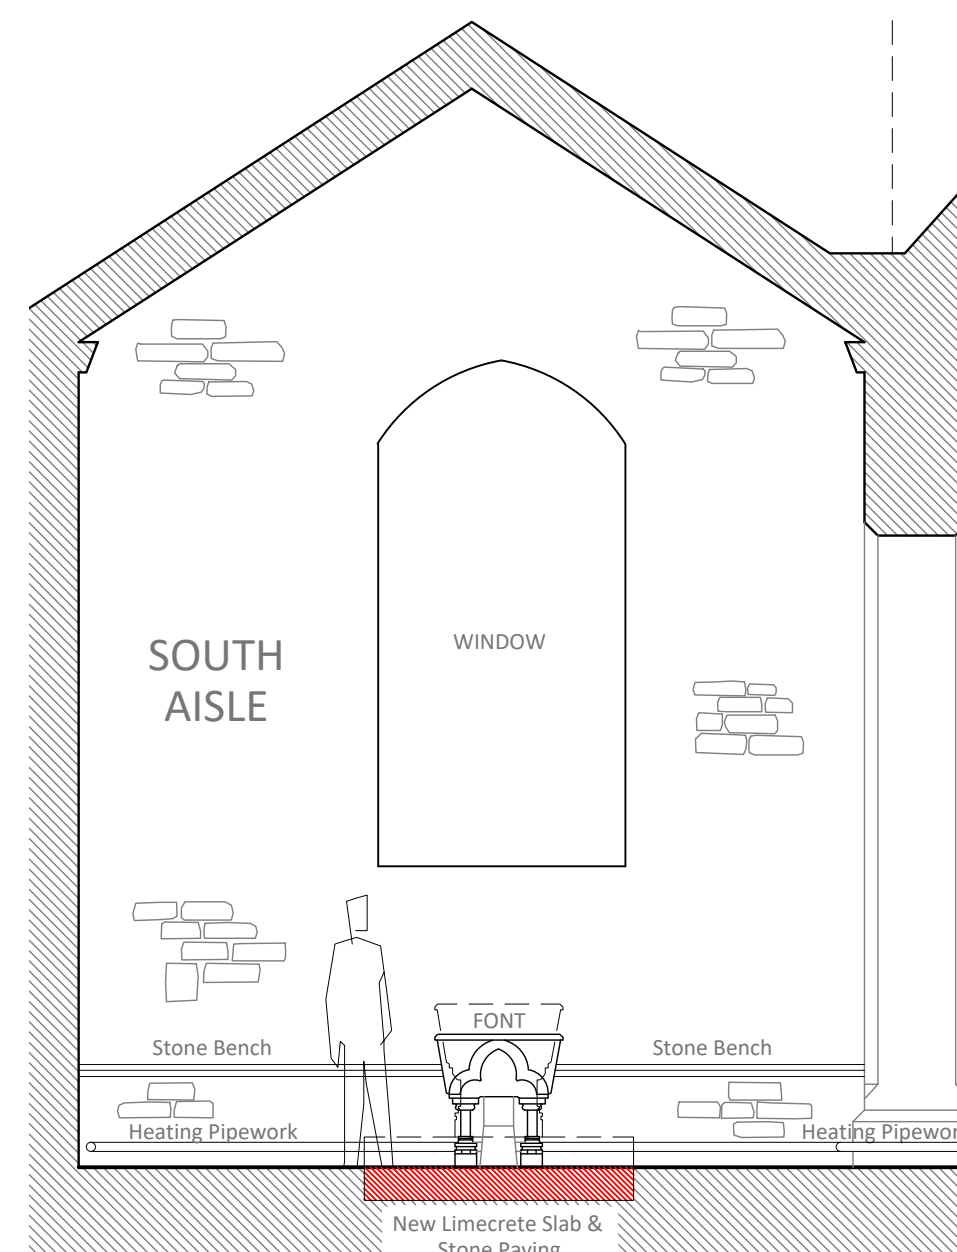 SOUTH
AISLE
WINDOW
FONT
Stone Bench
Stone Bench
Heating Pipework
Heating Pipewor
New Limecrete Slab &
Stone Paving